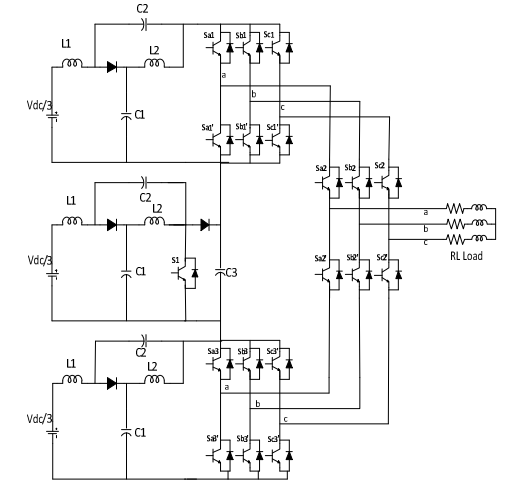 C2
Sa1 Sb1 Sc1
L1 L2
a
Vdc/3
b
C1
c
Sa1' Sb1' Sc1'
Sa2 Sb2 Sc2
L1 C2
L2
a
b
c
RL Load
Vdc/3
C1
S1
C3
Sa2' Sb2' Sc2'
C2
Sa3 Sb3 Sc3'
L1 L2
a
b
Vdc/3
C1
c
Sa3' Sb3' Sc3'